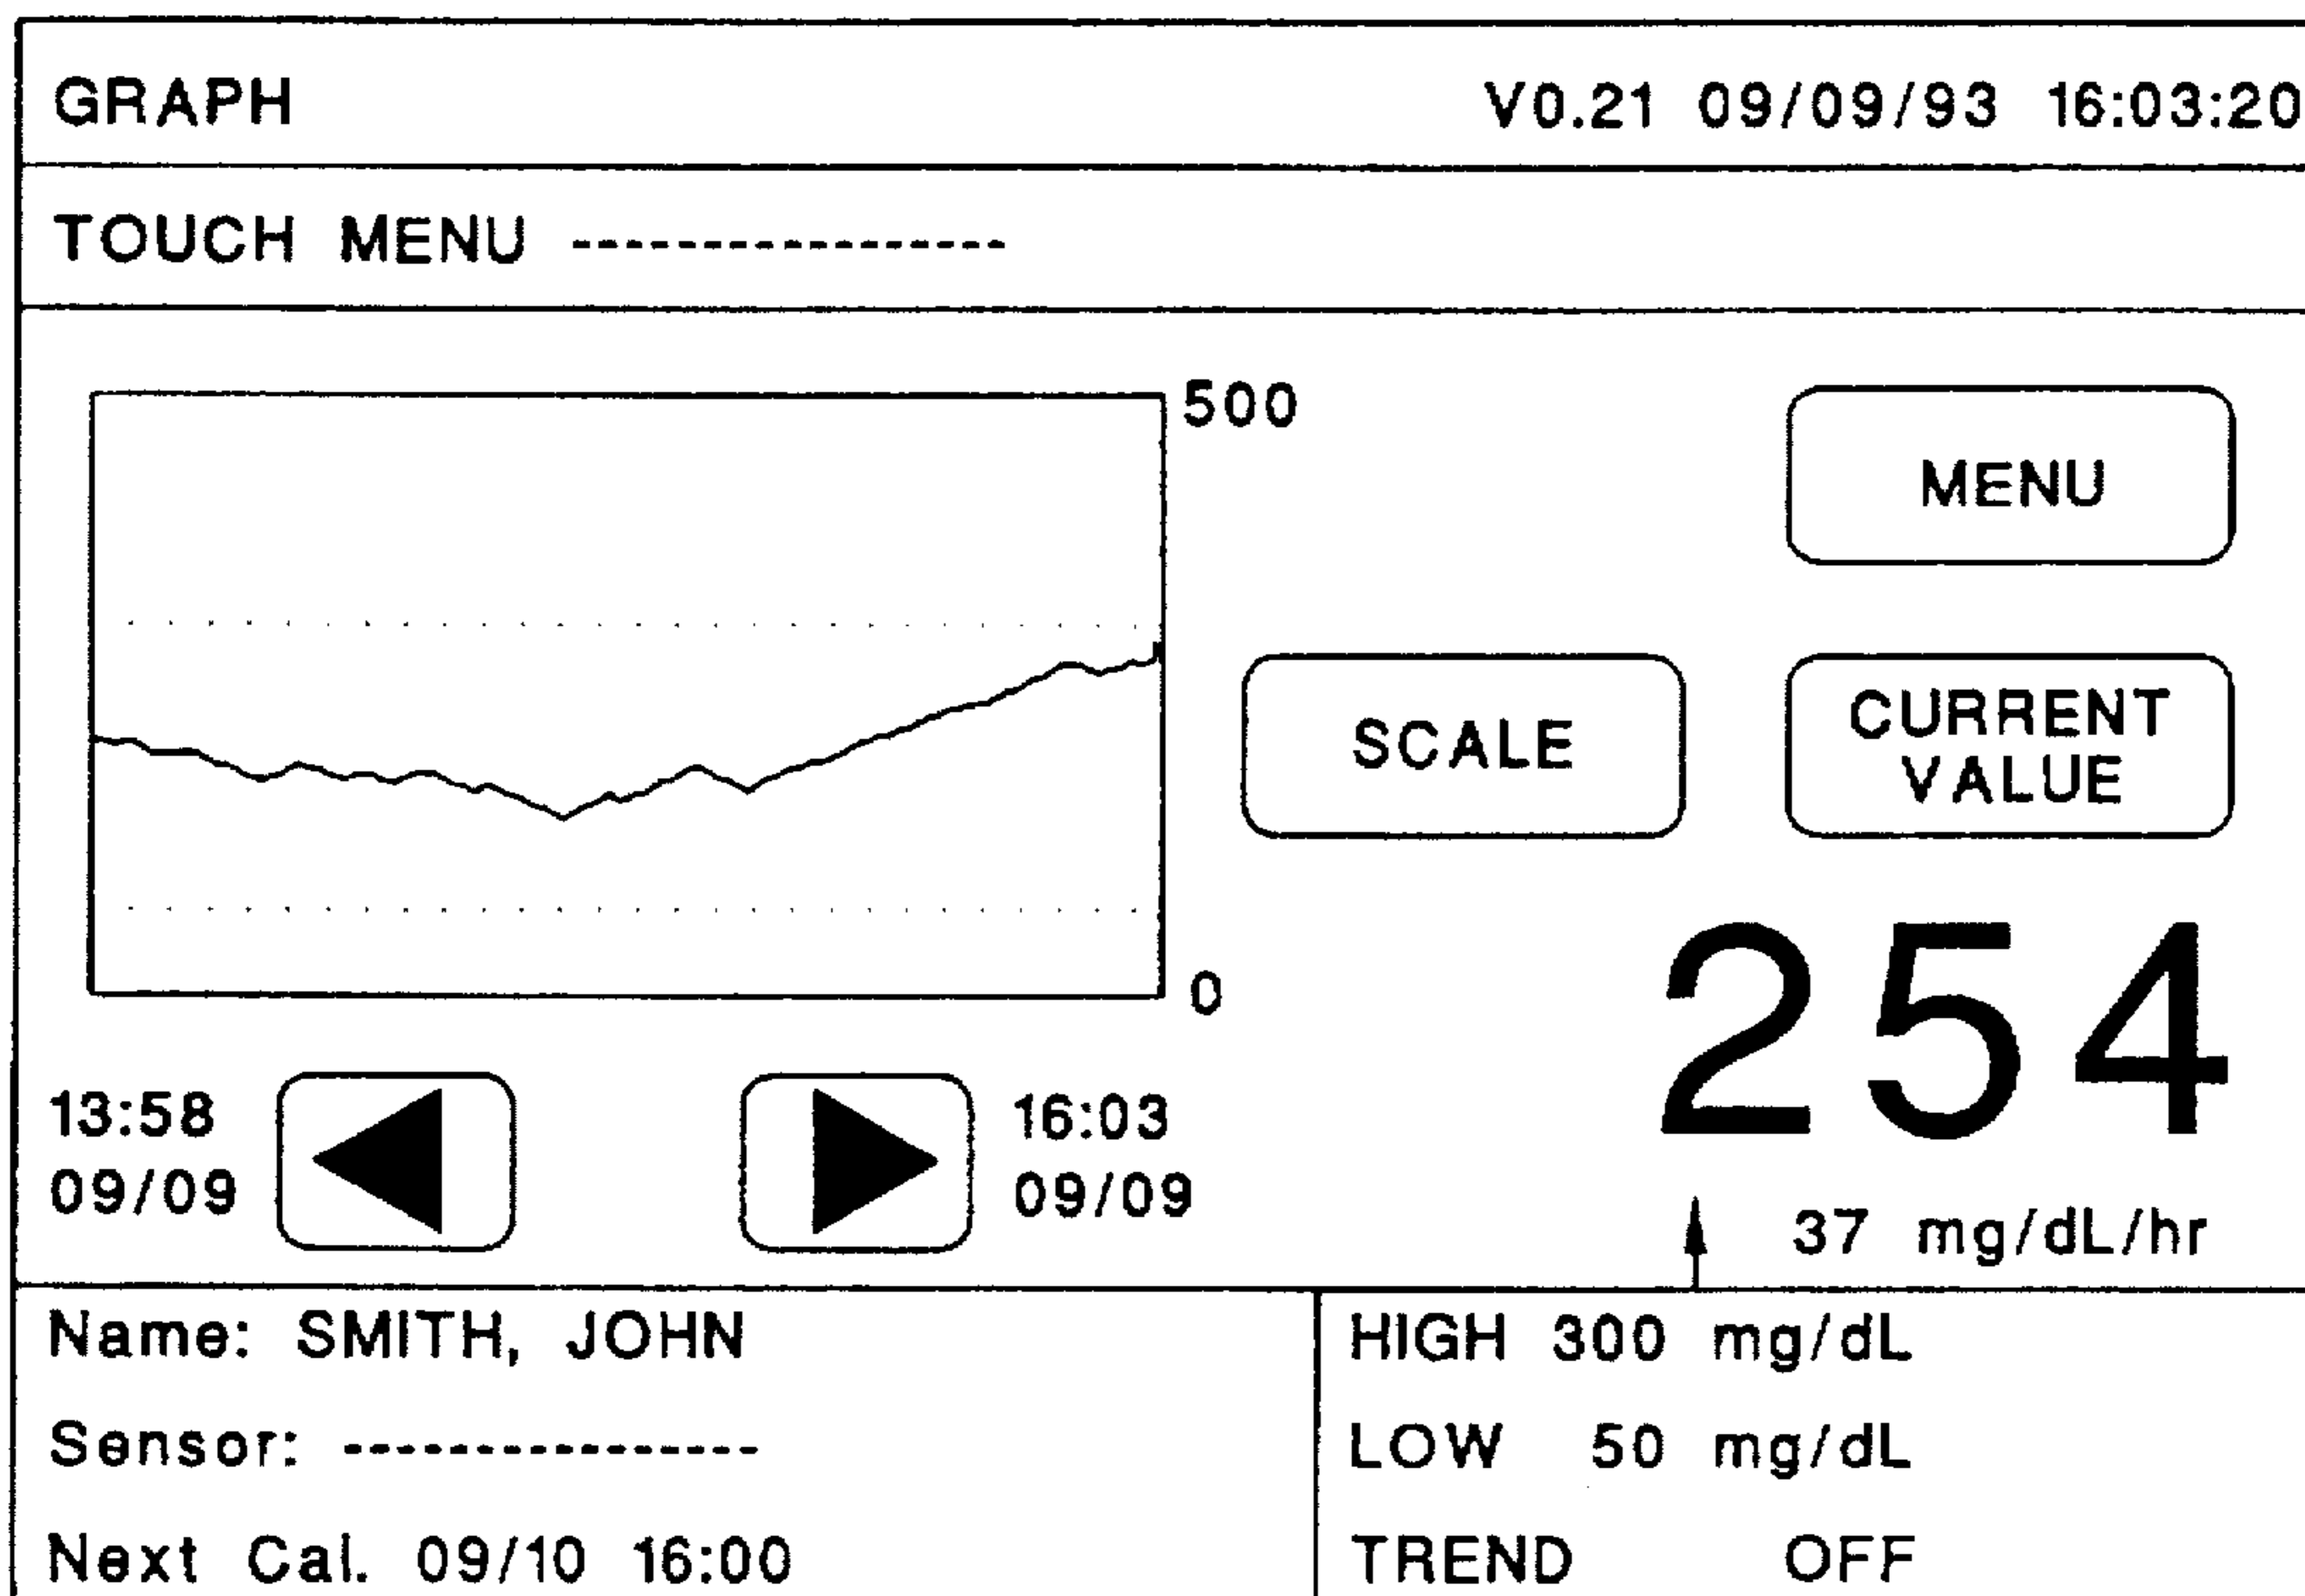 GRAPH V0.21 09/09/93 16:03:20
TOUCH MENU ----------------
500
MENU
SCALE
CURRENT
VALUE
0
254
13:58
09/09
16:03
09/09
37 mg/dL/hr
Name: SMITH, JOHN
Sensor: ----------------
Next Cal. 09/10 16:00
HIGH 300 mg/dL
LOW 50 mg/dL
TREND OFF